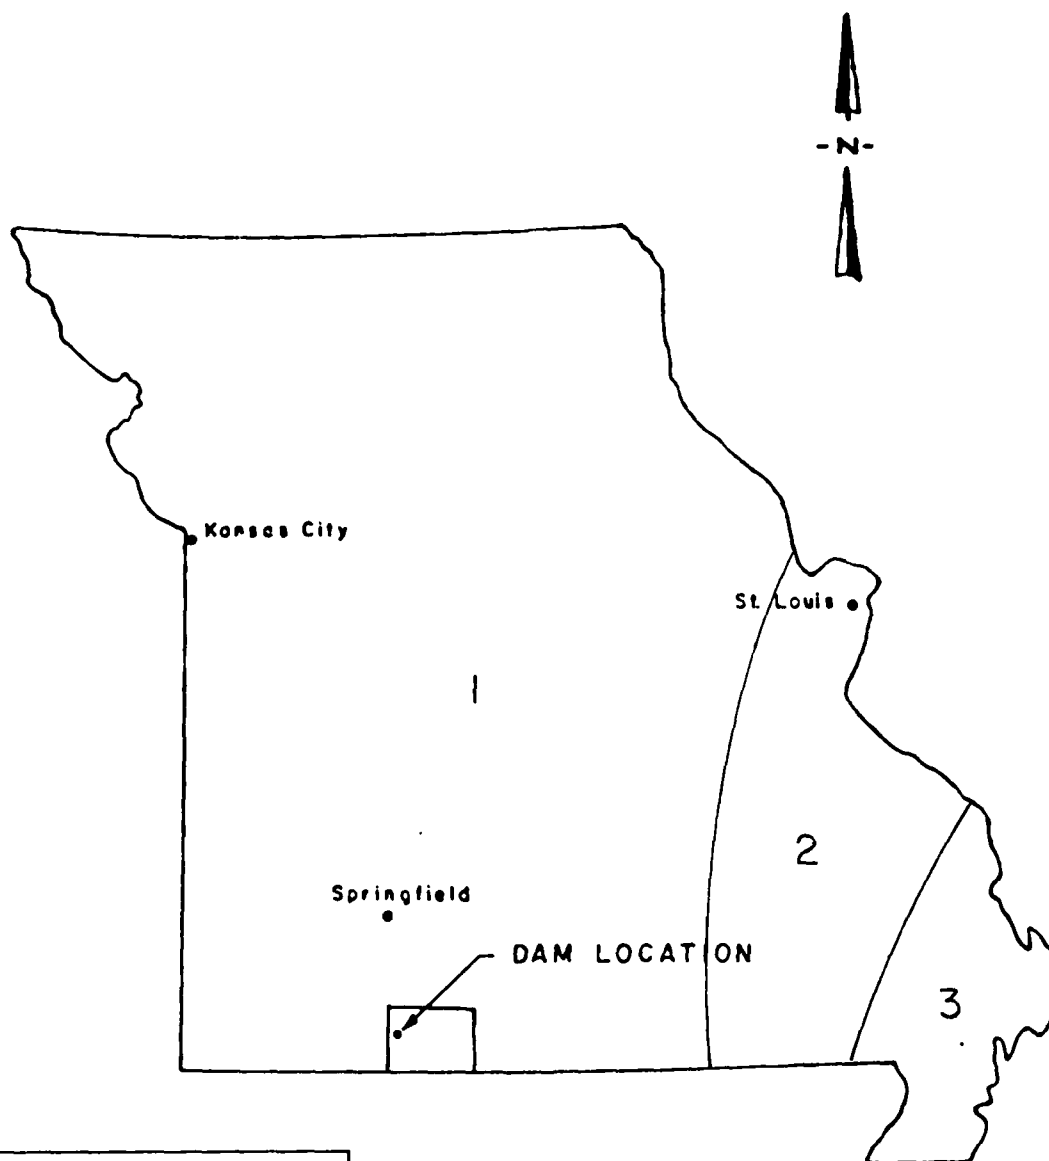 -N-
Kansas City
St. Louis
1
2
Springfield
DAM LOCATION
3